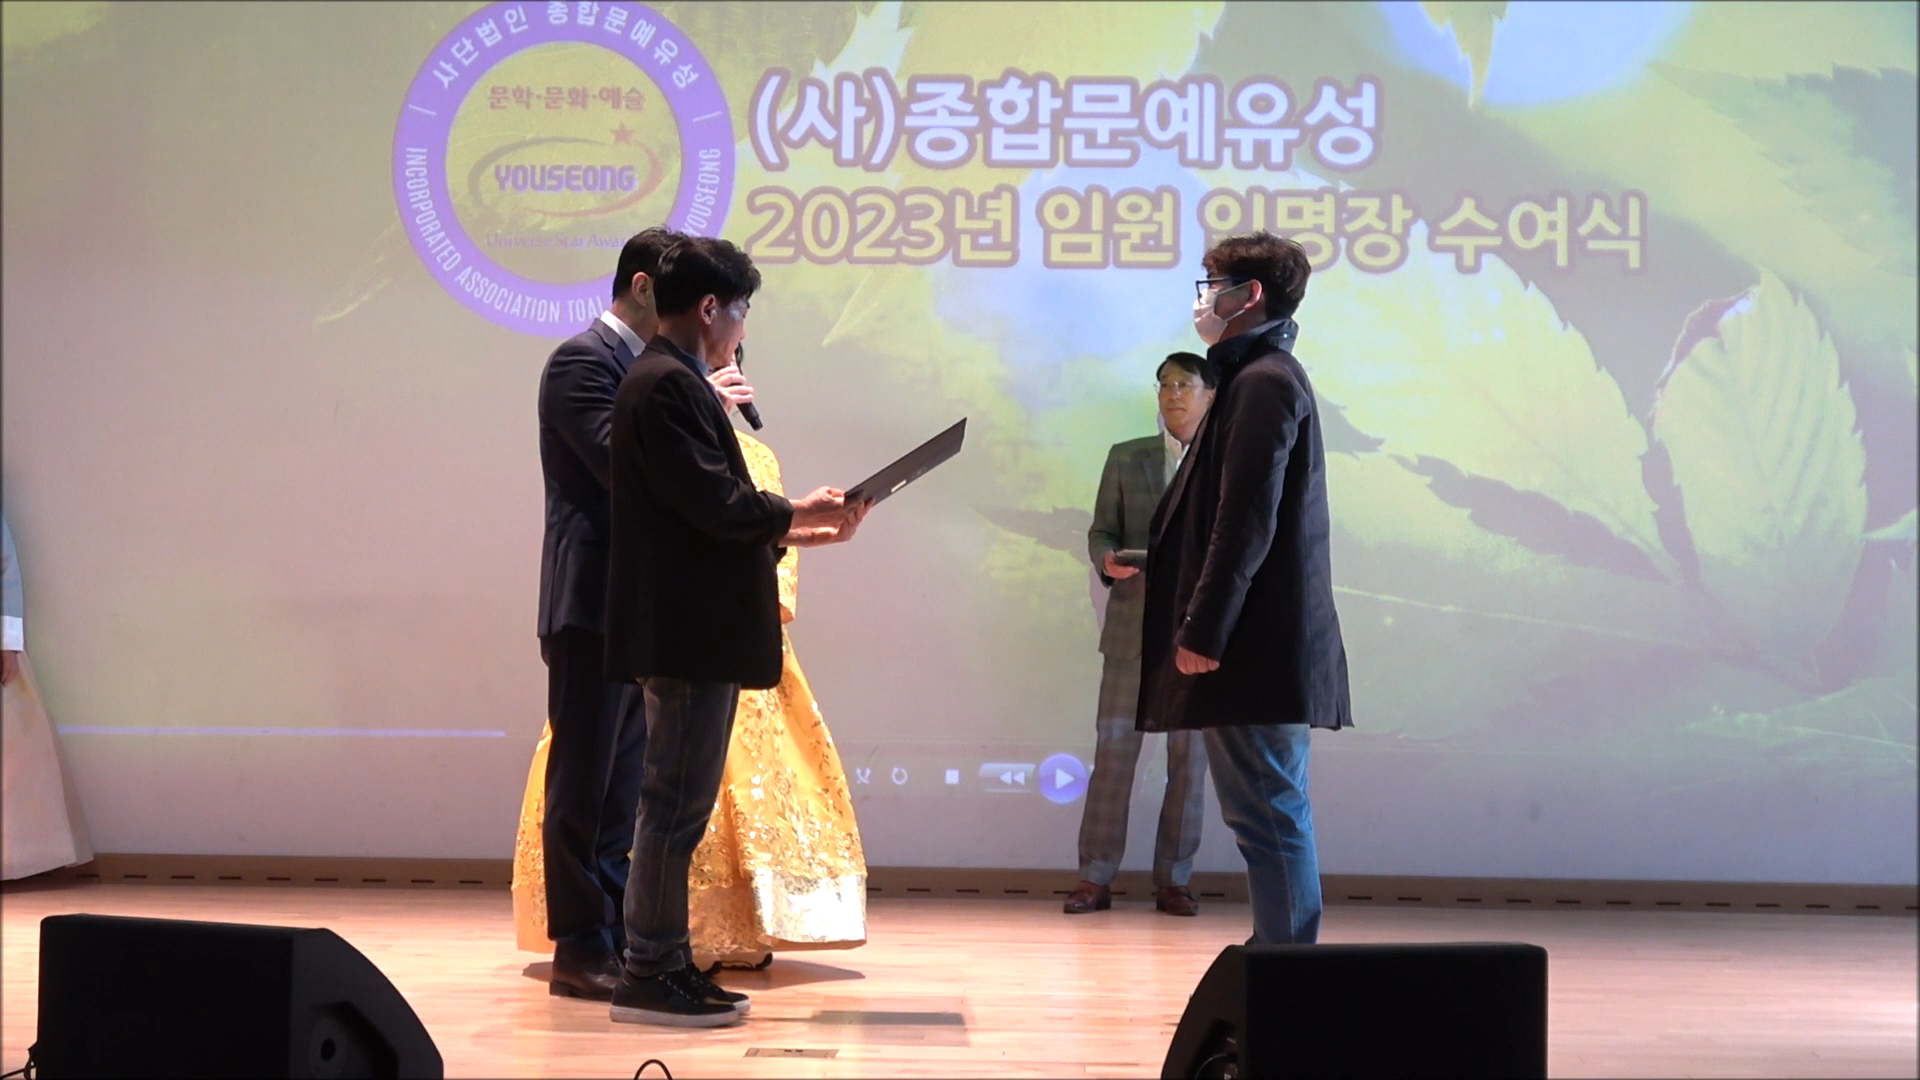 사단법인 종합문예유성
문학·문화·예술
YOUSEONG
Universe Star
INCORPORATED ASSOCIATION TOAL
YOUSEONG
(사)종합문예유성
2023년 임원 임명장 수여식